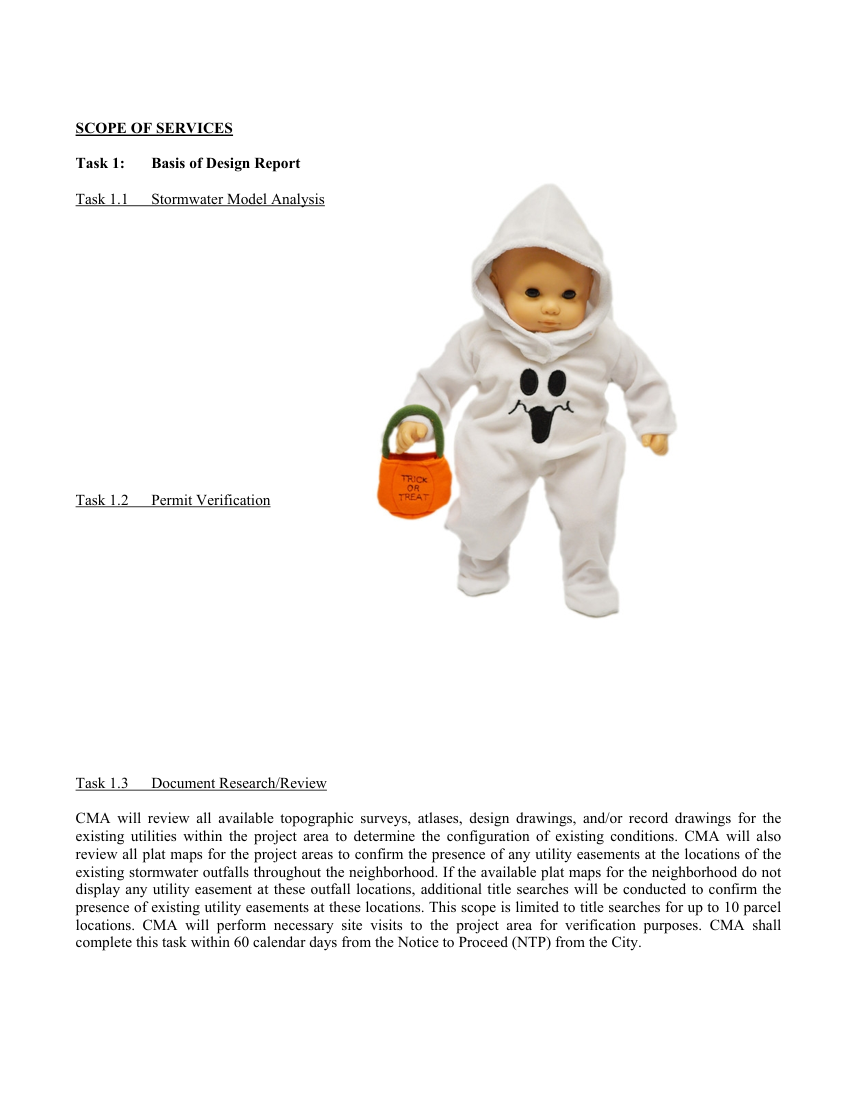 SCOPE OF SERVICES
Task 1: Basis of Design Report
Task 1.1 Stormwater Model Analysis
TRICK
OR
TREAT
Task 1.2 Permit Verification
Task 1.3 Document Research/Review
CMA will review all available topographic surveys, atlases, design drawings, and/or record drawings for the
existing utilities within the project area to determine the configuration of existing conditions. CMA will also
review all plat maps for the project areas to confirm the presence of any utility easements at the locations of the
existing stormwater outfalls throughout the neighborhood. If the available plat maps for the neighborhood do not
display any utility easement at these outfall locations, additional title searches will be conducted to confirm the
presence of existing utility easements at these locations. This scope is limited to title searches for up to 10 parcel
locations. CMA will perform necessary site visits to the project area for verification purposes. CMA shall
complete this task within 60 calendar days from the Notice to Proceed (NTP) from the City.